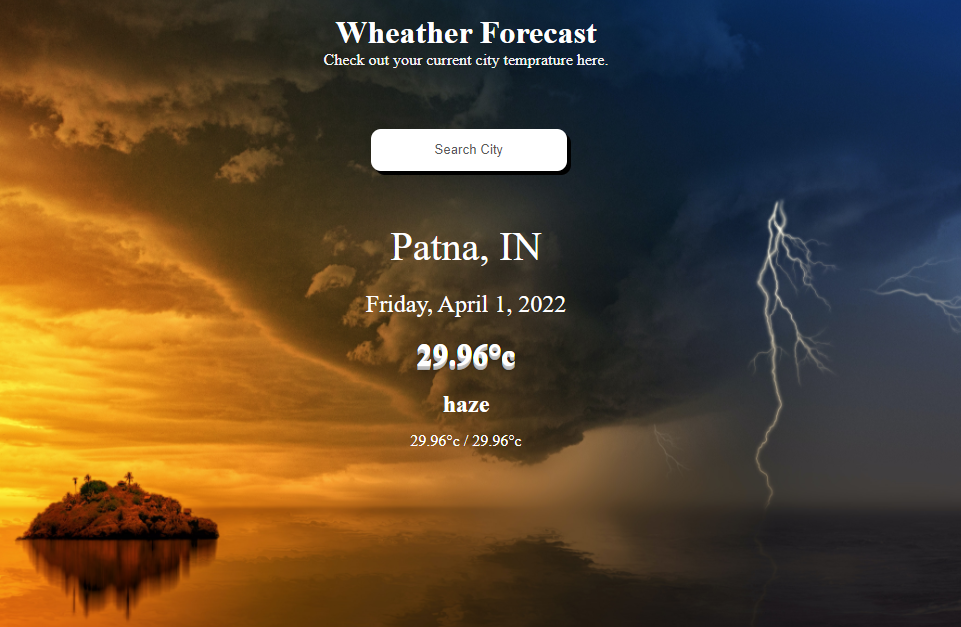 Wheather Forecast
Check out your current city temprature here.
Search City
Patna, IN
Friday, April 1, 2022
29.96°c
haze
29.96°c / 29.96°c